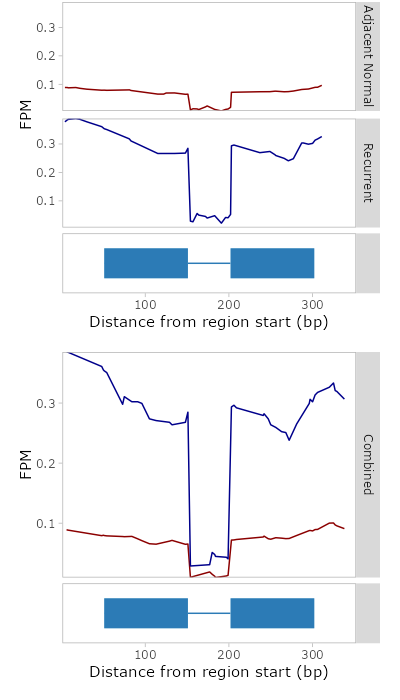 Adjacent Normal
0.3
0.2
0.1
FPM
Recurrent
0.3
0.2
0.1
100 200 300
Distance from region start (bp)
Combined
0.3
0.2
0.1
FPM
100 200 300
Distance from region start (bp)